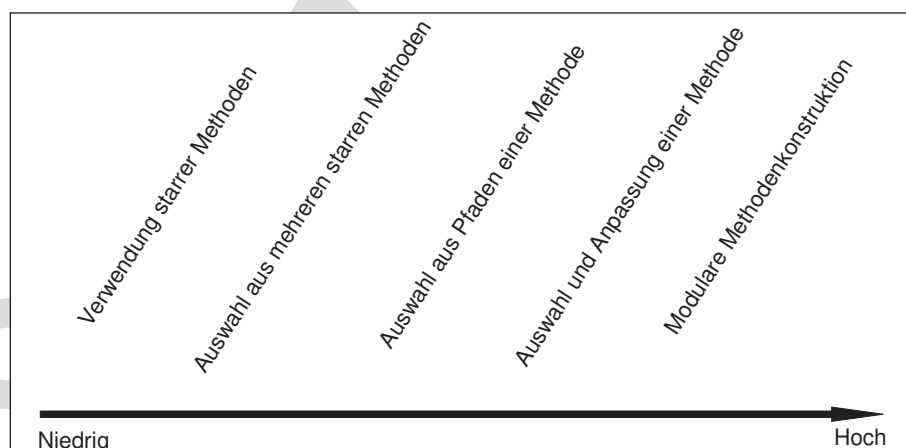 Verwendung starrer Methoden
Auswahl aus mehreren starren Methoden
Auswahl aus Pfaden einer Methode
Auswahl und Anpassung einer Methode
Modulare Methodenkonstruktion
Niedrig
Hoch